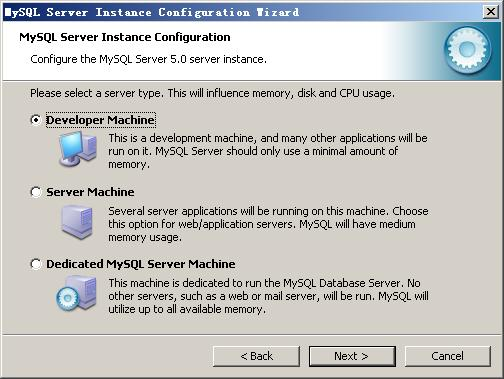 MySQL Server Instance Configuration Wizard
MySQL Server Instance Configuration
Configure the MySQL Server 5.0 server instance.
Please select a server type. This will influence memory, disk and CPU usage.
Developer Machine
This is a development machine, and many other applications will be
run on it. MySQL Server should only use a minimal amount of
memory.
Server Machine
Several server applications will be running on this machine. Choose
this option for web/application servers. MySQL will have medium
memory usage.
Dedicated MySQL Server Machine
This machine is dedicated to run the MySQL Database Server. No
other servers, such as a web or mail server, will be run. MySQL will
utilize up to all available memory.
< Back Next > Cancel